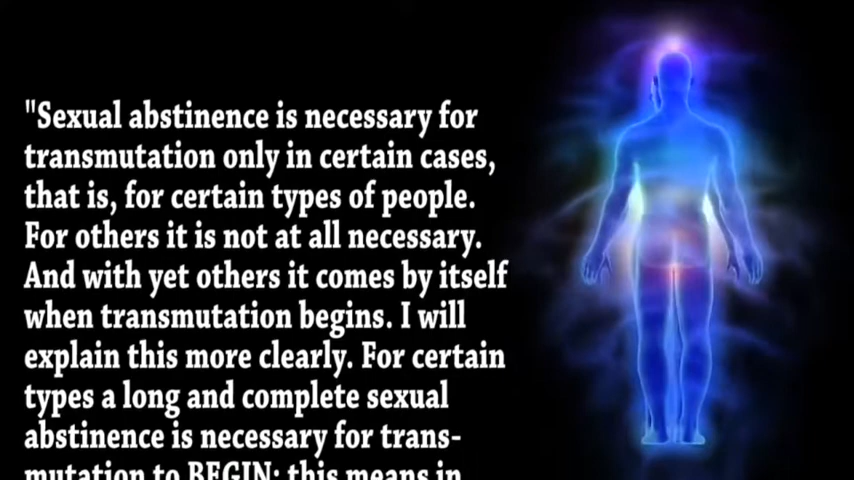 "Sexual abstinence is necessary for
transmutation only in certain cases,
that is, for certain types of people.
For others it is not at all necessary.
And with yet others it comes by itself
when transmutation begins. I will
explain this more clearly. For certain
types a long and complete sexual
abstinence is necessary for trans-
mutation to BEGIN; this means in